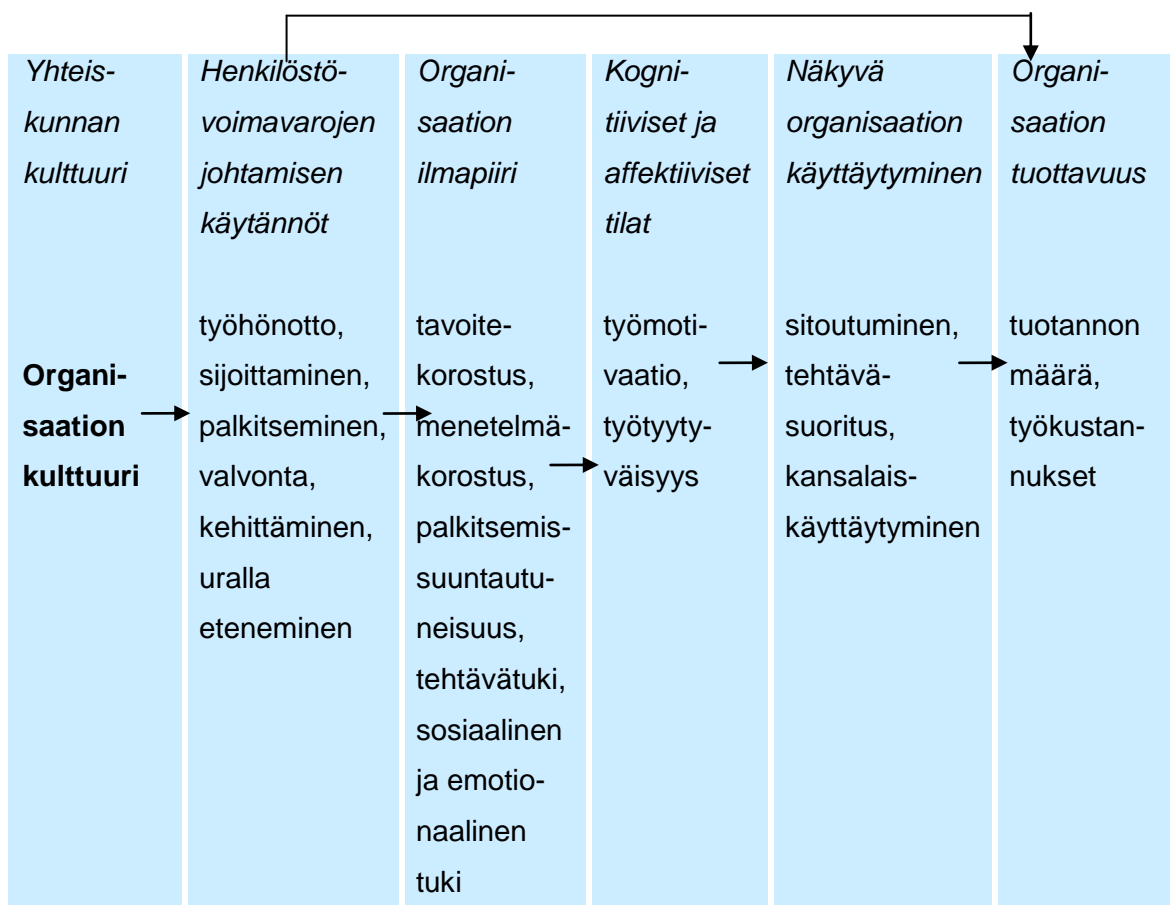 Yhteis-
kunnan
kulttuuri
Organi-
saation
kulttuuri
Henkilöstö-
voimavarojen
johtamisen
käytännöt
työhönotto,
sijoittaminen,
palkitseminen,
valvonta,
kehittäminen,
uralla
eteneminen
Organi-
saation
ilmapiiri
tavoite-
korostus,
menetelmä-
korostus,
palkitsemis-
suuntautu-
neisuus,
tehtävätuki,
sosiaalinen
ja emotio-
naalinen
tuki
Kogni-
tiiviset ja
affektiiviset
tilat
työmoti-
vaatio,
työtyyty-
väisyys
Näkyvä
organisaation
käyttäytyminen
sitoutuminen,
tehtävä-
suoritus,
kansalais-
käyttäytyminen
Organi-
saation
tuottavuus
tuotannon
määrä,
työkustan-
nukset